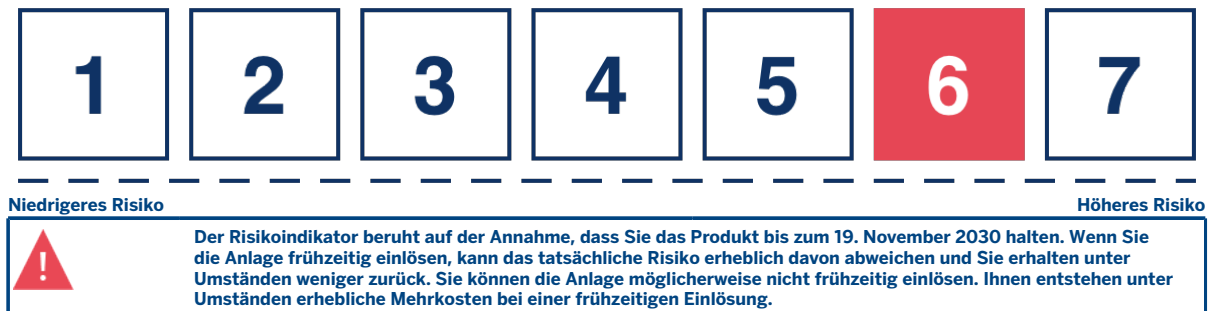 1 2 3 4 5 6 7
Niedrigeres Risiko Höheres Risiko
!
Der Risikoindikator beruht auf der Annahme, dass Sie das Produkt bis zum 19. November 2030 halten. Wenn Sie
die Anlage frühzeitig einlösen, kann das tatsächliche Risiko erheblich davon abweichen und Sie erhalten unter
Umständen weniger zurück. Sie können die Anlage möglicherweise nicht frühzeitig einlösen. Ihnen entstehen unter
Umständen erhebliche Mehrkosten bei einer frühzeitigen Einlösung.